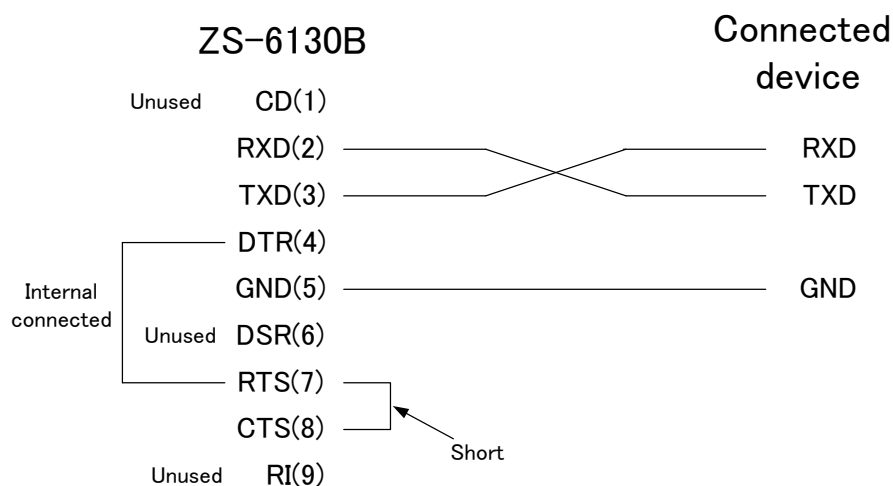 ZS-6130B
Connected
device
Unused CD(1)
RXD(2) RXD
TXD(3) TXD
DTR(4)
GND(5) GND
Internal
connected
Unused DSR(6)
RTS(7)
CTS(8)
Short
Unused RI(9)